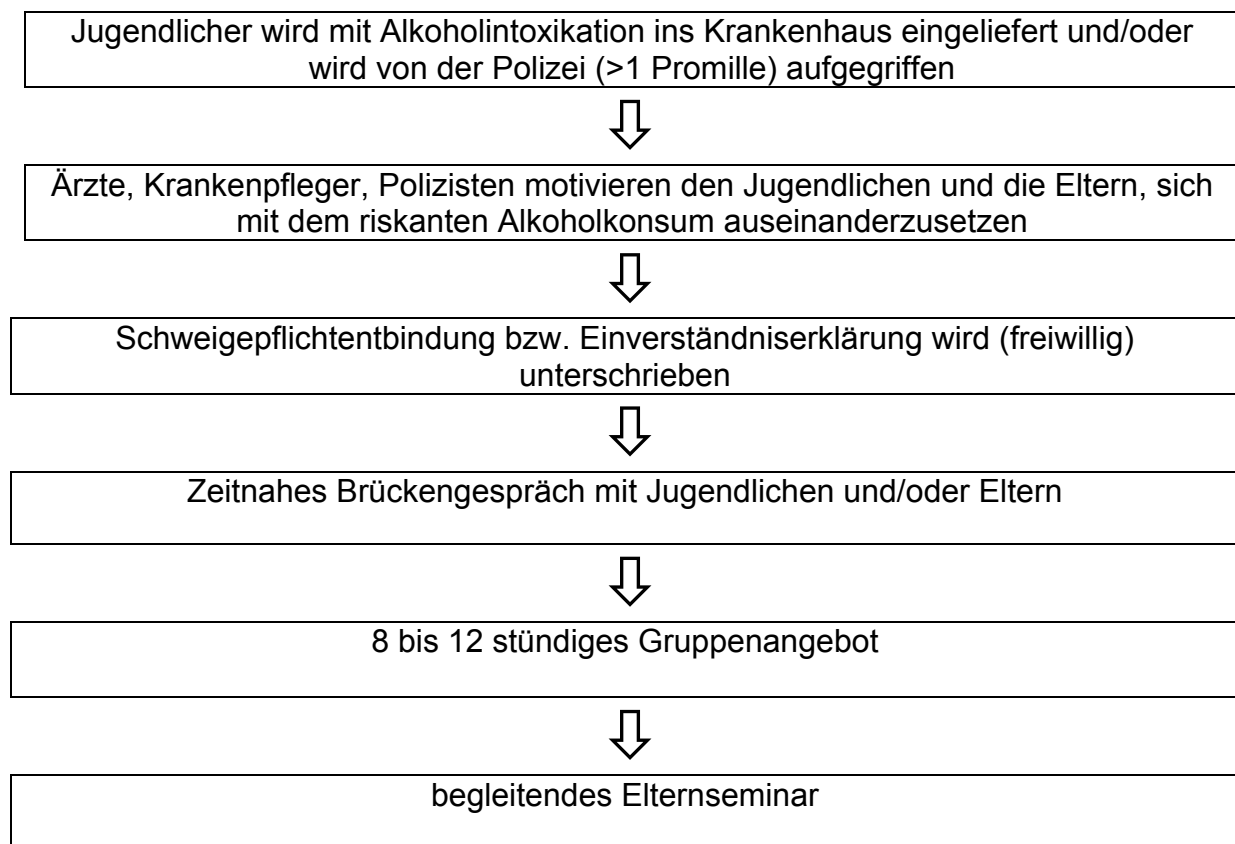 Jugendlicher wird mit Alkoholintoxikation ins Krankenhaus eingeliefert und/oder
wird von der Polizei (>1 Promille) aufgegriffen
Ärzte, Krankenpfleger, Polizisten motivieren den Jugendlichen und die Eltern, sich
mit dem riskanten Alkoholkonsum auseinanderzusetzen
Schweigepflichtentbindung bzw. Einverständniserklärung wird (freiwillig)
unterschrieben
Zeitnahes Brückengespräch mit Jugendlichen und/oder Eltern
8 bis 12 stündiges Gruppenangebot
begleitendes Elternseminar